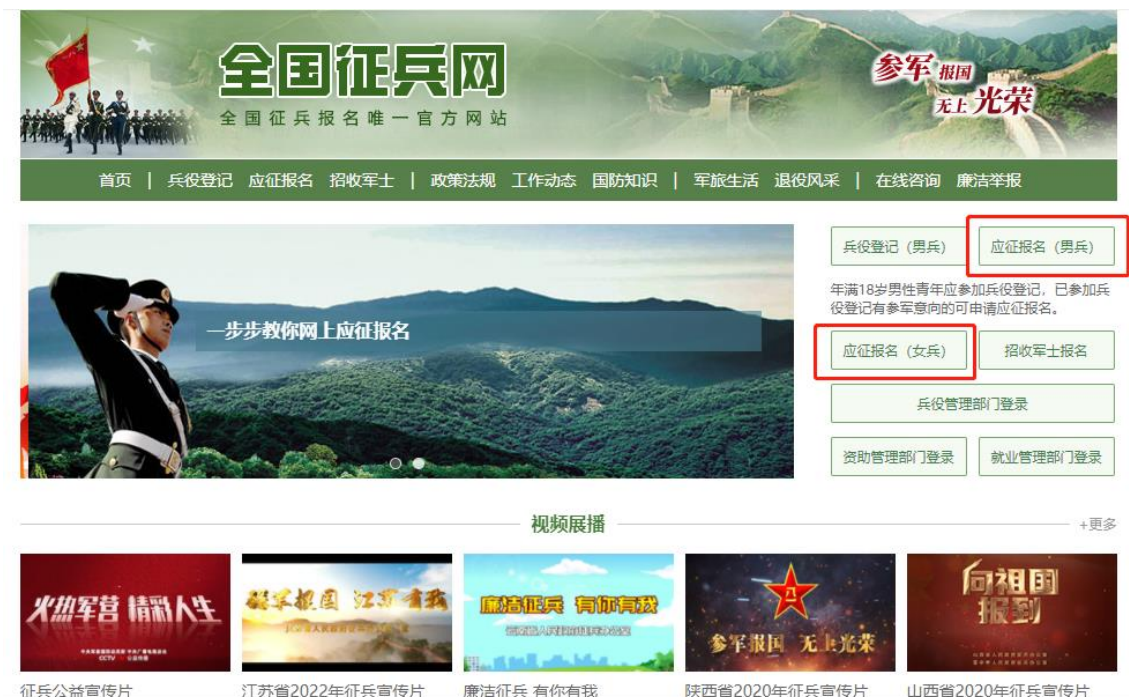 全国征兵网
全国征兵报名唯一官方网站
参军 报国
无上 光荣
首页 | 兵役登记 应征报名 招收军士 | 政策法规 工作动态 国防知识 | 军旅生活 退役风采 | 在线咨询 廉洁举报
兵役登记（男兵） 应征报名（男兵）
年满18岁男性青年应参加兵役登记，已参加兵
役登记有参军意向的可申请应征报名。
一步步教你网上应征报名
应征报名（女兵） 招收军士报名
兵役管理部门登录
资助管理部门登录 就业管理部门登录
视频展播
+更多
火热军营 精彩人生
CCTV
参军报国 江苏有我
廉洁征兵 有你有我
八一
参军报国 无上光荣
向祖国
报到
征兵公益宣传片 江苏省2022年征兵宣传片 廉洁征兵 有你有我 陕西省2020年征兵宣传片 山西省2020年征兵宣传片